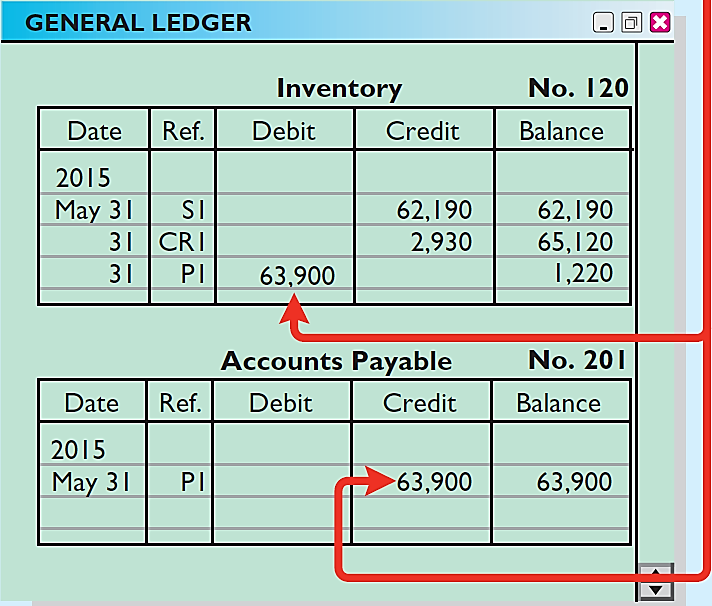 GENERAL LEDGER
Inventory No. 120
Date Ref. Debit Credit Balance
2015
May 31 S1 62,190 62,190
31 CR1 2,930 65,120
31 P1 63,900 1,220
Accounts Payable No. 201
Date Ref. Debit Credit Balance
2015
May 31 P1 63,900 63,900